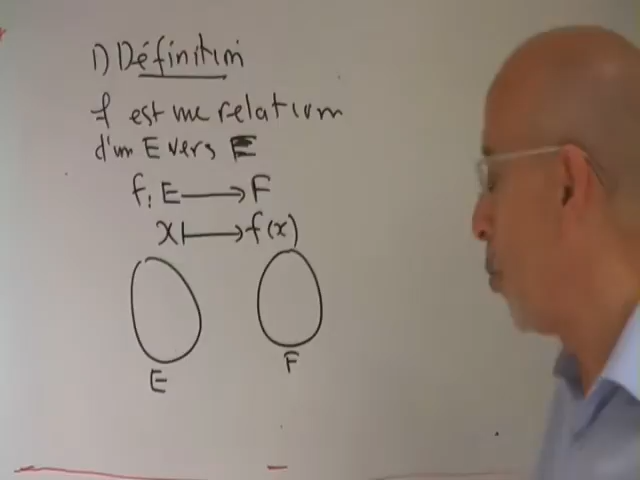 1) Définition
f est une relation
d'un E vers F
f: E → F
x ↦ f(x)
E F